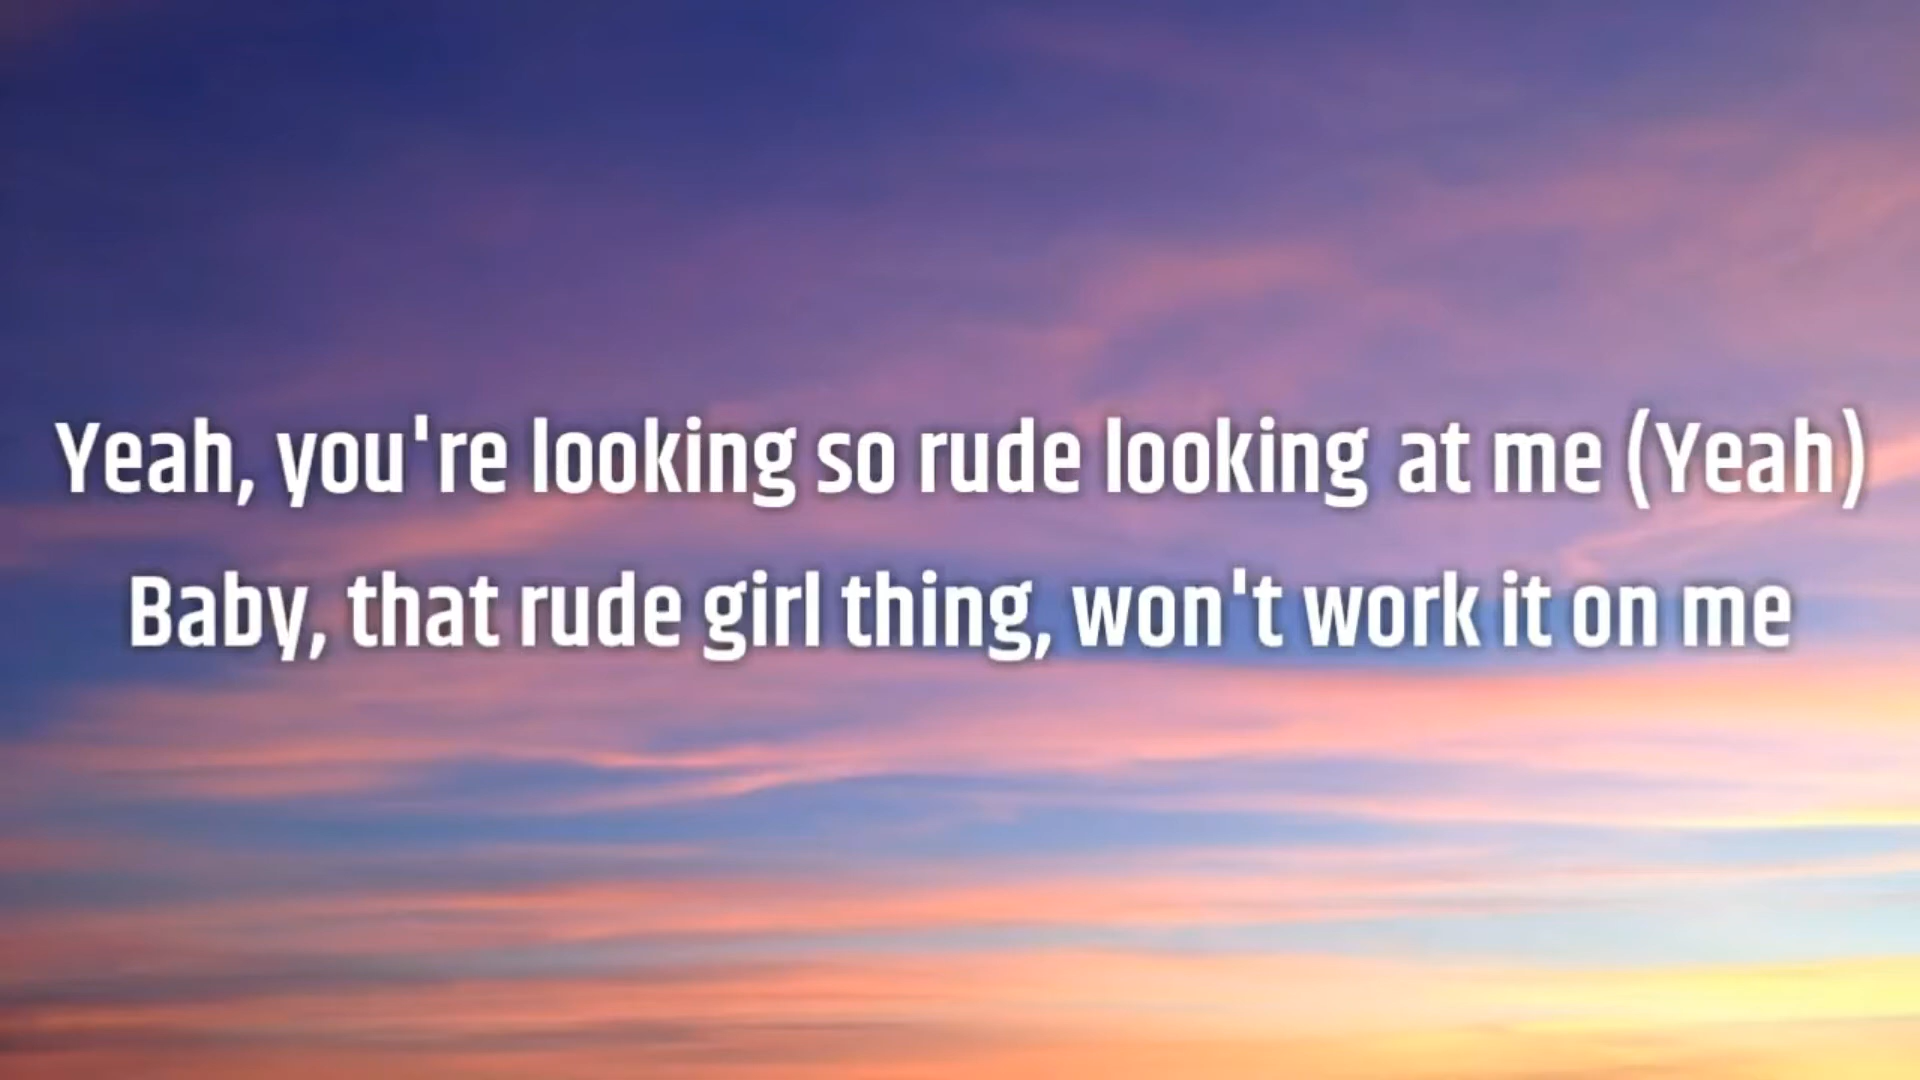 Yeah, you're looking so rude looking at me (Yeah)
Baby, that rude girl thing, won't work it on me